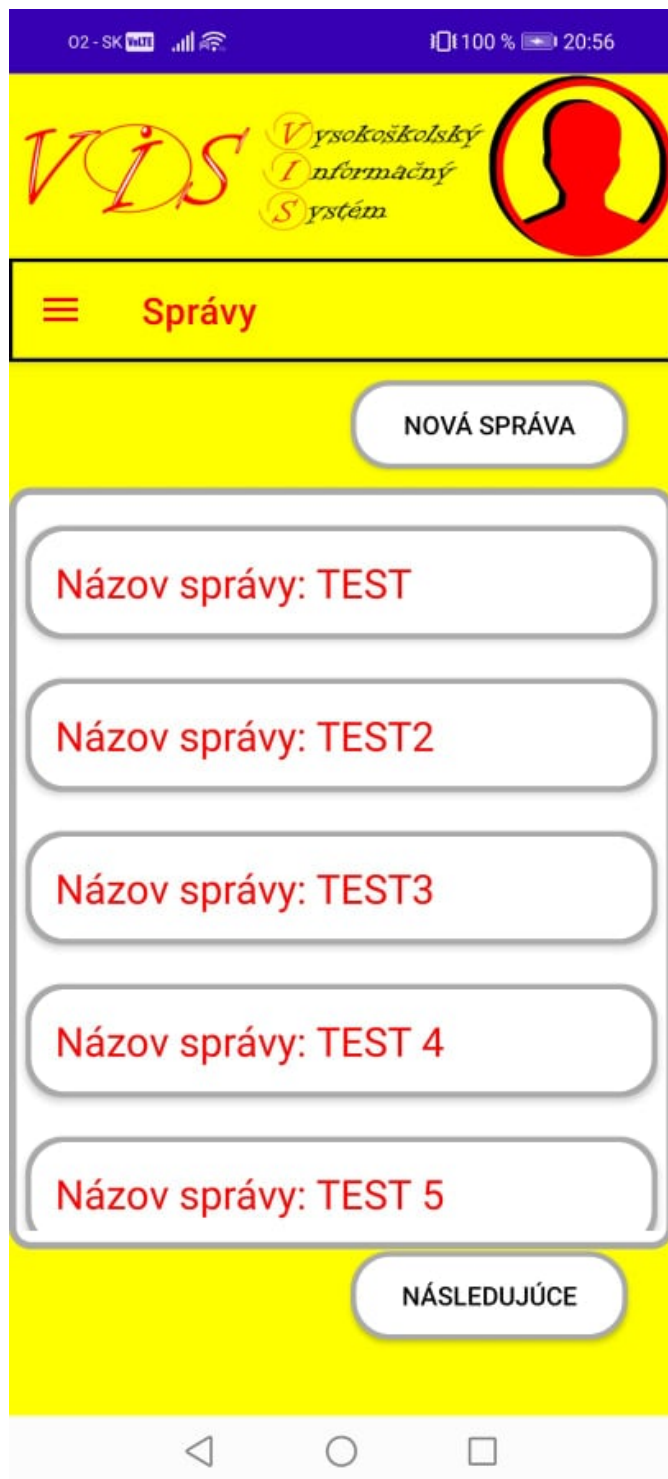 O2 - SK VoLTE 100 % 20:56
VIS
Vysokoškolský
Informačný
Systém
Správy
NOVÁ SPRÁVA
Názov správy: TEST
Názov správy: TEST2
Názov správy: TEST3
Názov správy: TEST 4
Názov správy: TEST 5
NÁSLEDUJÚCE